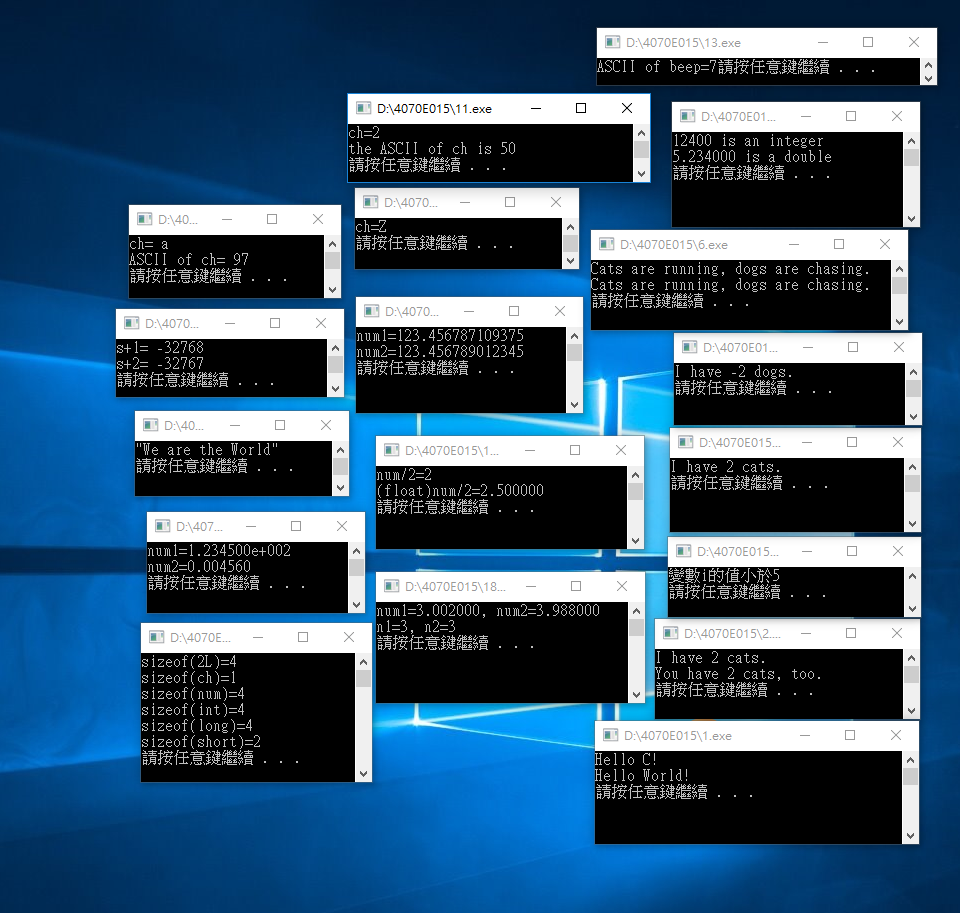 D:\4070E015\13.exe
ASCII of beep=7請按任意鍵繼續 . . .
D:\4070E015\11.exe
ch=2
the ASCII of ch is 50
請按任意鍵繼續 . . .
D:\4070E01...
12400 is an integer
5.234000 is a double
請按任意鍵繼續 . . .
D:\4070...
ch=Z
請按任意鍵繼續 . . .
D:\40...
ch= a
ASCII of ch= 97
請按任意鍵繼續 . . .
D:\4070E015\6.exe
Cats are running, dogs are chasing.
Cats are running, dogs are chasing.
請按任意鍵繼續 . . .
D:\4070...
num1=123.456787109375
num2=123.456789012345
請按任意鍵繼續 . . .
D:\4070...
s+1= -32768
s+2= -32767
請按任意鍵繼續 . . .
D:\4070E01...
I have -2 dogs.
請按任意鍵繼續 . . .
D:\40...
"We are the World"
請按任意鍵繼續 . . .
D:\4070E015\1...
num/2=2
(float)num/2=2.500000
請按任意鍵繼續 . . .
D:\4070E015...
I have 2 cats.
請按任意鍵繼續 . . .
D:\407...
num1=1.234500e+002
num2=0.004560
請按任意鍵繼續 . . .
D:\4070E015\18...
num1=3.002000, num2=3.988000
n1=3, n2=3
請按任意鍵繼續 . . .
D:\4070E015...
變數i的值小於5
請按任意鍵繼續 . . .
D:\4070E...
sizeof(2L)=4
sizeof(ch)=1
sizeof(num)=4
sizeof(int)=4
sizeof(long)=4
sizeof(short)=2
請按任意鍵繼續 . . .
D:\4070E015\2....
I have 2 cats.
You have 2 cats, too.
請按任意鍵繼續 . . .
D:\4070E015\1.exe
Hello C!
Hello World!
請按任意鍵繼續 . . .